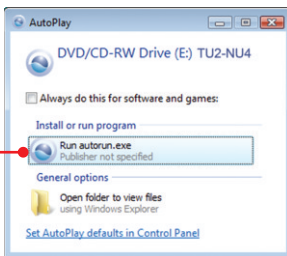 AutoPlay
DVD/CD-RW Drive (E:) TU2-NU4
Always do this for software and games:
Install or run program
Run autorun.exe
Publisher not specified
General options
Open folder to view files
using Windows Explorer
Set AutoPlay defaults in Control Panel